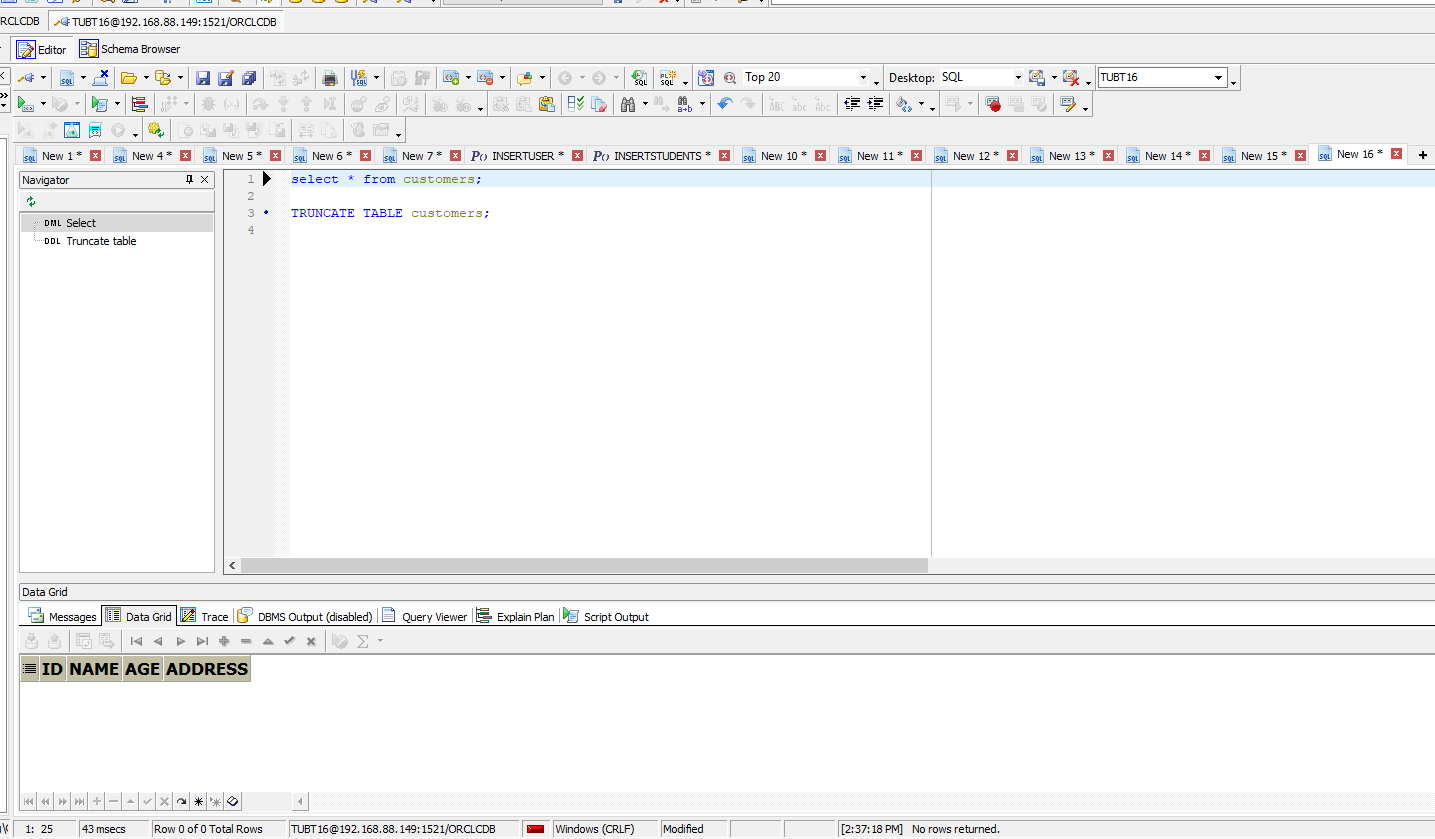 ORCLCDB TUBT16@192.168.88.149:1521/ORCLCDB
Editor Schema Browser
Top 20 Desktop: SQL TUBT16
New 1 * New 4 * New 5 * New 6 * New 7 * INSERTUSER * INSERTSTUDENTS * New 10 * New 11 * New 12 * New 13 * New 14 * New 15 * New 16 *
Navigator
DML Select
DDL Truncate table
1 select * from customers;
2
3 TRUNCATE TABLE customers;
4
Data Grid
Messages Data Grid Trace DBMS Output (disabled) Query Viewer Explain Plan Script Output
ID NAME AGE ADDRESS
1: 25 43 msecs Row 0 of 0 Total Rows TUBT16@192.168.88.149:1521/ORCLCDB Windows (CRLF) Modified [2:37:18 PM] No rows returned.